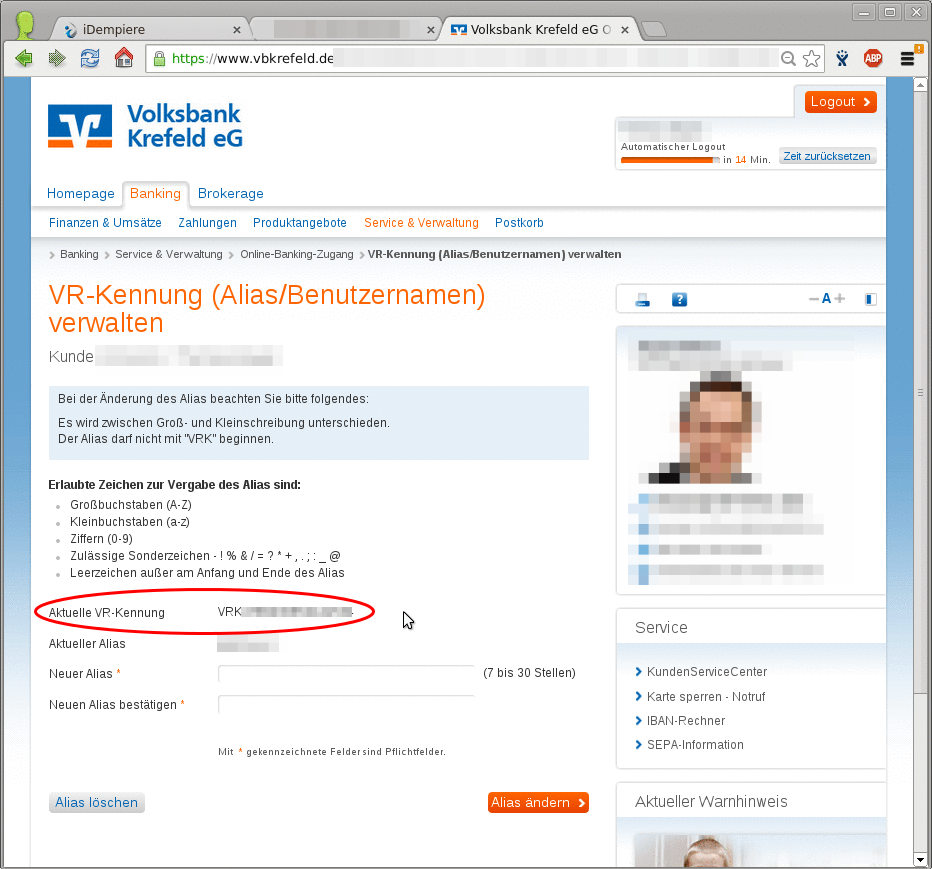 iDempiere
Volksbank Krefeld eG O
https://www.vbkrefeld.de
ABP
Volksbank
Krefeld eG
Logout
Automatischer Logout
in 14 Min.
Zeit zurücksetzen
Homepage Banking Brokerage
Finanzen & Umsätze Zahlungen Produktangebote Service & Verwaltung Postkorb
Banking Service & Verwaltung Online-Banking-Zugang VR-Kennung (Alias/Benutzernamen) verwalten
VR-Kennung (Alias/Benutzernamen)
verwalten
Kunde
? − A +
Bei der Änderung des Alias beachten Sie bitte folgendes:
Es wird zwischen Groß- und Kleinschreibung unterschieden.
Der Alias darf nicht mit "VRK" beginnen.
Erlaubte Zeichen zur Vergabe des Alias sind:
Großbuchstaben (A-Z)
Kleinbuchstaben (a-z)
Ziffern (0-9)
Zulässige Sonderzeichen - ! % & / = ? * + , . ; : _ @
Leerzeichen außer am Anfang und Ende des Alias
Aktuelle VR-Kennung VRK
Aktueller Alias
Neuer Alias * (7 bis 30 Stellen)
Neuen Alias bestätigen *
Mit * gekennzeichnete Felder sind Pflichtfelder.
Alias löschen
Alias ändern
Service
KundenServiceCenter
Karte sperren - Notruf
IBAN-Rechner
SEPA-Information
Aktueller Warnhinweis